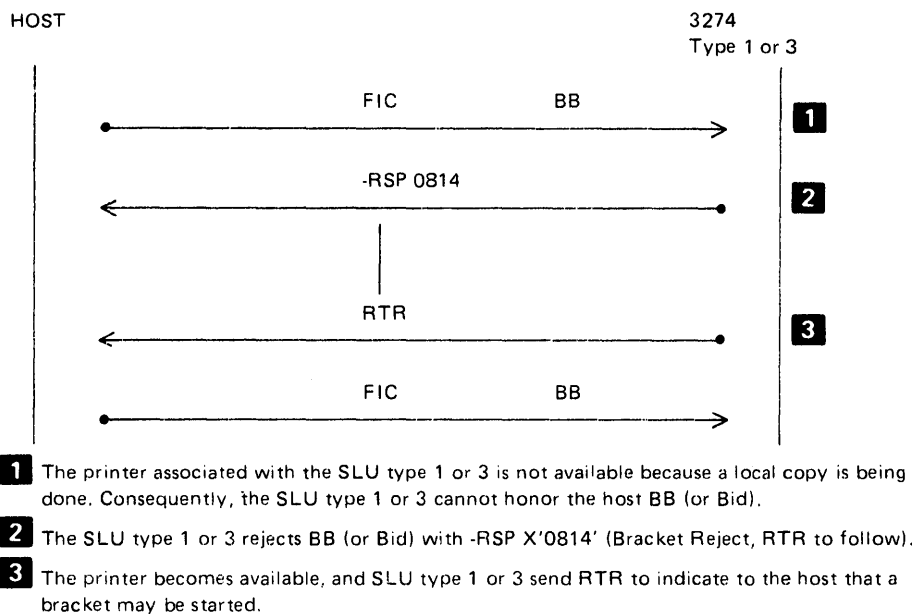 HOST
3274
Type 1 or 3
FIC BB
1
-RSP 0814
2
RTR
3
FIC BB
1 The printer associated with the SLU type 1 or 3 is not available because a local copy is being
done. Consequently, the SLU type 1 or 3 cannot honor the host BB (or Bid).
2 The SLU type 1 or 3 rejects BB (or Bid) with -RSP X'0814' (Bracket Reject, RTR to follow).
3 The printer becomes available, and SLU type 1 or 3 send RTR to indicate to the host that a
bracket may be started.